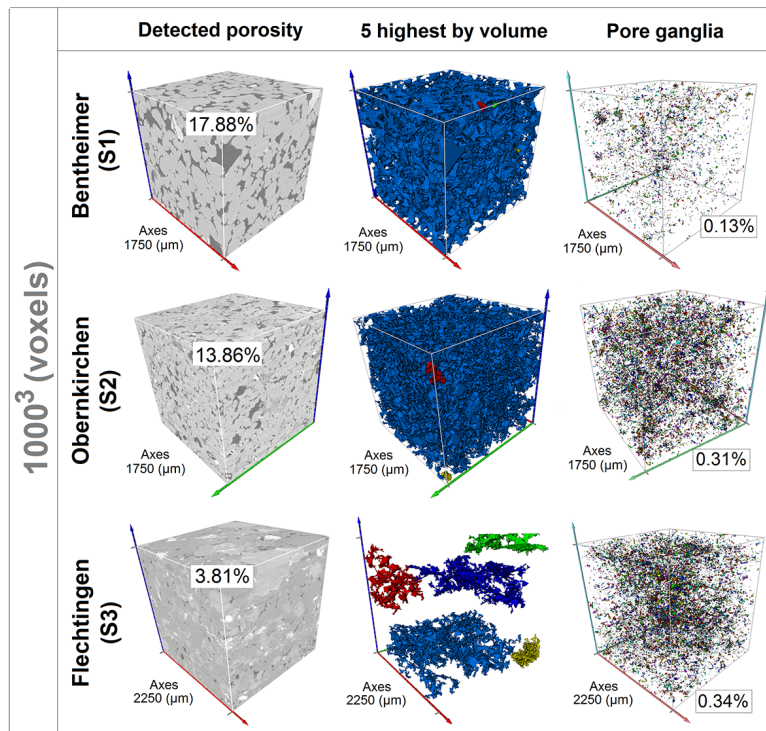 Detected porosity
5 highest by volume
Pore ganglia
1000³ (voxels)
Bentheimer
(S1)
17.88%
Axes
1750 (µm)
Axes
1750 (µm)
0.13%
Axes
1750 (µm)
Obernkirchen
(S2)
13.86%
Axes
1750 (µm)
Axes
1750 (µm)
0.31%
Axes
1750 (µm)
Flechtingen
(S3)
3.81%
Axes
2250 (µm)
Axes
2250 (µm)
0.34%
Axes
2250 (µm)